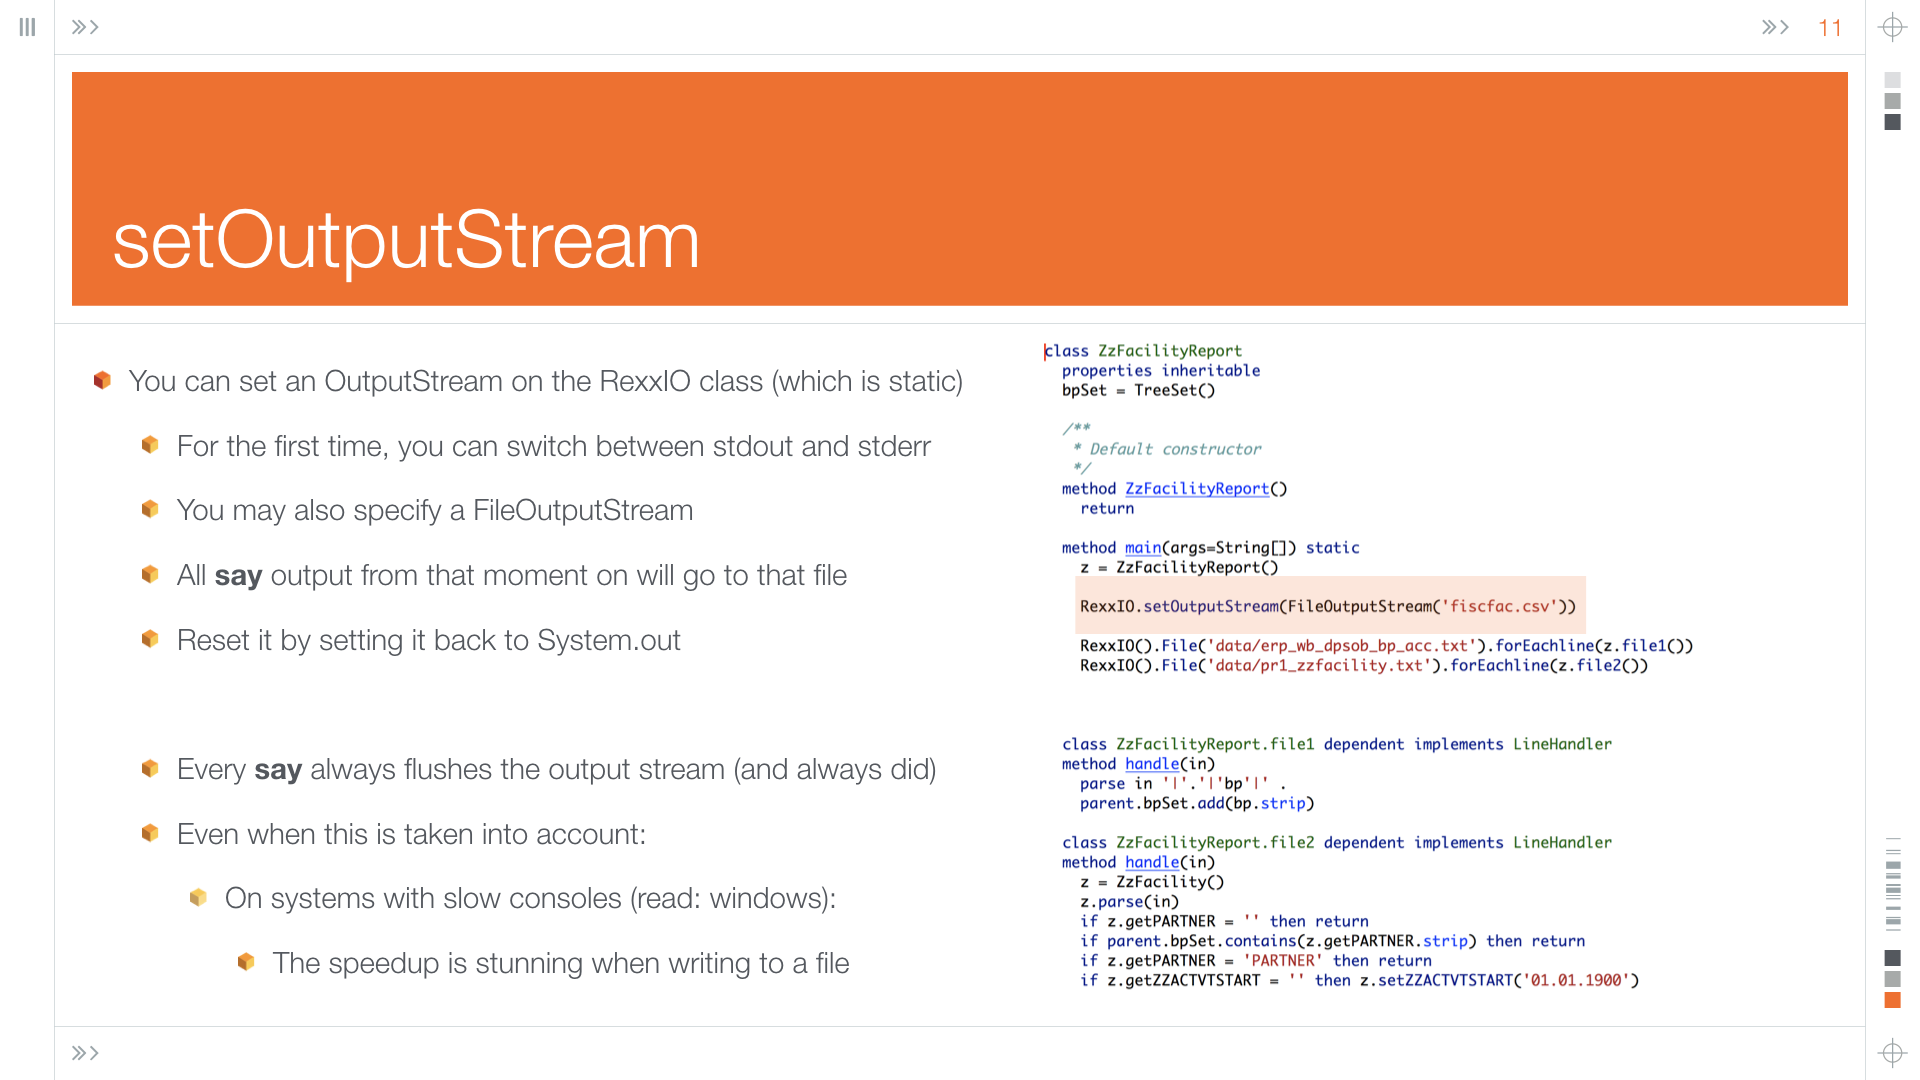 11
setOutputStream
You can set an OutputStream on the RexxIO class (which is static)
For the first time, you can switch between stdout and stderr
You may also specify a FileOutputStream
All say output from that moment on will go to that file
Reset it by setting it back to System.out
Every say always flushes the output stream (and always did)
Even when this is taken into account:
On systems with slow consoles (read: windows):
The speedup is stunning when writing to a file
class ZzFacilityReport
properties inheritable
bpSet = TreeSet()
/**
* Default constructor
*/
method ZzFacilityReport()
return
method main(args=String[]) static
z = ZzFacilityReport()
RexxIO.setOutputStream(FileOutputStream('fiscfac.csv'))
RexxIO().File('data/erp_wb_dpsob_bp_acc.txt').forEachline(z.file1())
RexxIO().File('data/pr1_zzfacility.txt').forEachline(z.file2())
class ZzFacilityReport.file1 dependent implements LineHandler
method handle(in)
parse in '|'.'|'bp'|' .
parent.bpSet.add(bp.strip)
class ZzFacilityReport.file2 dependent implements LineHandler
method handle(in)
z = ZzFacility()
z.parse(in)
if z.getPARTNER = '' then return
if parent.bpSet.contains(z.getPARTNER.strip) then return
if z.getPARTNER = 'PARTNER' then return
if z.getZZACTVTSTART = '' then z.setZZACTVTSTART('01.01.1900')